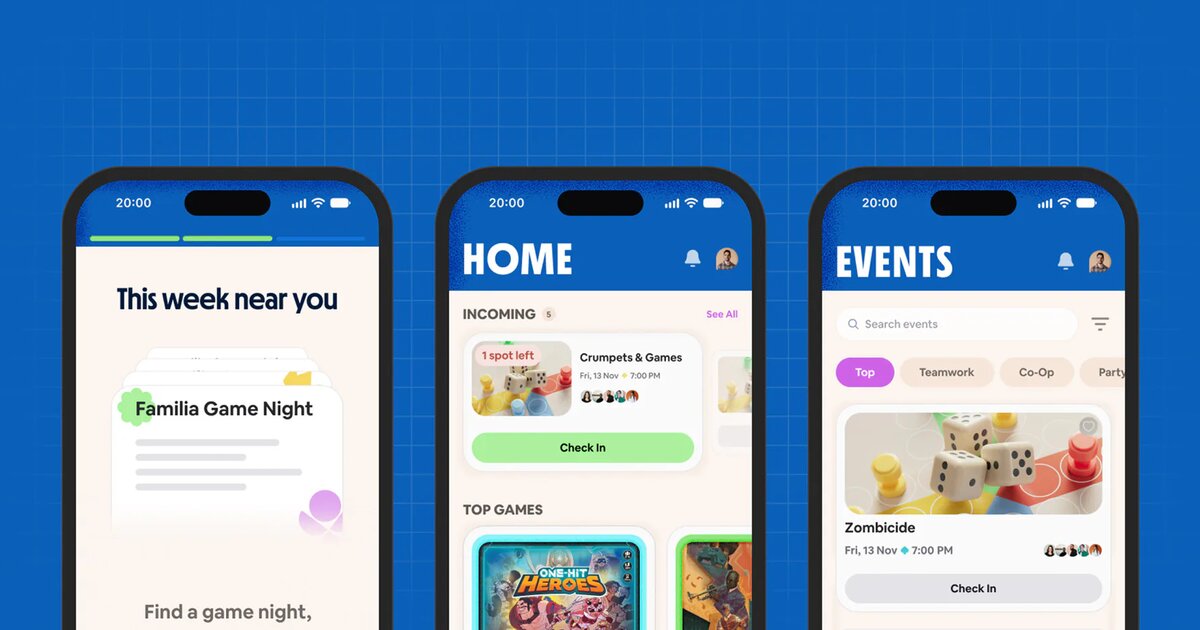 20:00
This week near you
Familia Game Night
Find a game night,
20:00
HOME
INCOMING 5
See All
1 spot left
Crumpets & Games
Fri, 13 Nov 7:00 PM
Check In
TOP GAMES
ONE-HIT
HEROES
20:00
EVENTS
Search events
Top
Teamwork
Co-Op
Party
Zombicide
Fri, 13 Nov 7:00 PM
Check In